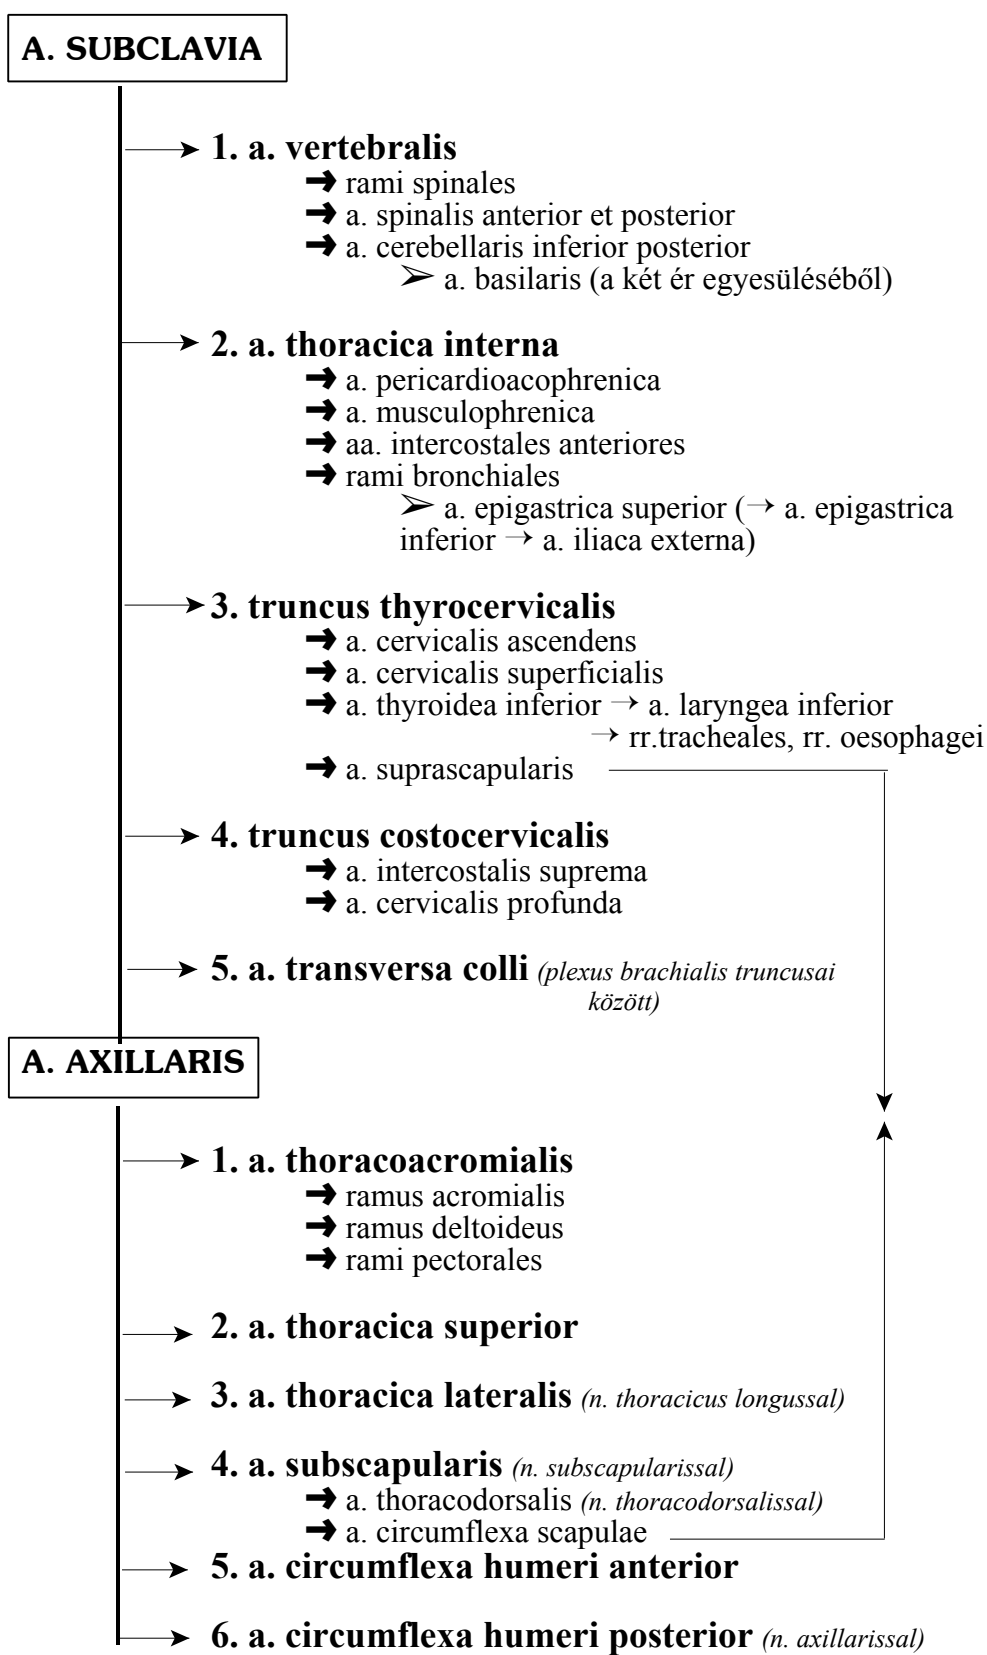 A. SUBCLAVIA
1. a. vertebralis
➜ rami spinales
➜ a. spinalis anterior et posterior
➜ a. cerebellaris inferior posterior
➢ a. basilaris (a két ér egyesüléséből)
2. a. thoracica interna
➜ a. pericardioacophrenica
➜ a. musculophrenica
➜ aa. intercostales anteriores
➜ rami bronchiales
➢ a. epigastrica superior (→ a. epigastrica
inferior → a. iliaca externa)
3. truncus thyrocervicalis
➜ a. cervicalis ascendens
➜ a. cervicalis superficialis
➜ a. thyroidea inferior → a. laryngea inferior
→ rr.tracheales, rr. oesophagei
➜ a. suprascapularis
4. truncus costocervicalis
➜ a. intercostalis suprema
➜ a. cervicalis profunda
5. a. transversa colli (plexus brachialis truncusai
között)
A. AXILLARIS
1. a. thoracoacromialis
➜ ramus acromialis
➜ ramus deltoideus
➜ rami pectorales
2. a. thoracica superior
3. a. thoracica lateralis (n. thoracicus longussal)
4. a. subscapularis (n. subscapularissal)
➜ a. thoracodorsalis (n. thoracodorsalissal)
➜ a. circumflexa scapulae
5. a. circumflexa humeri anterior
6. a. circumflexa humeri posterior (n. axillarissal)